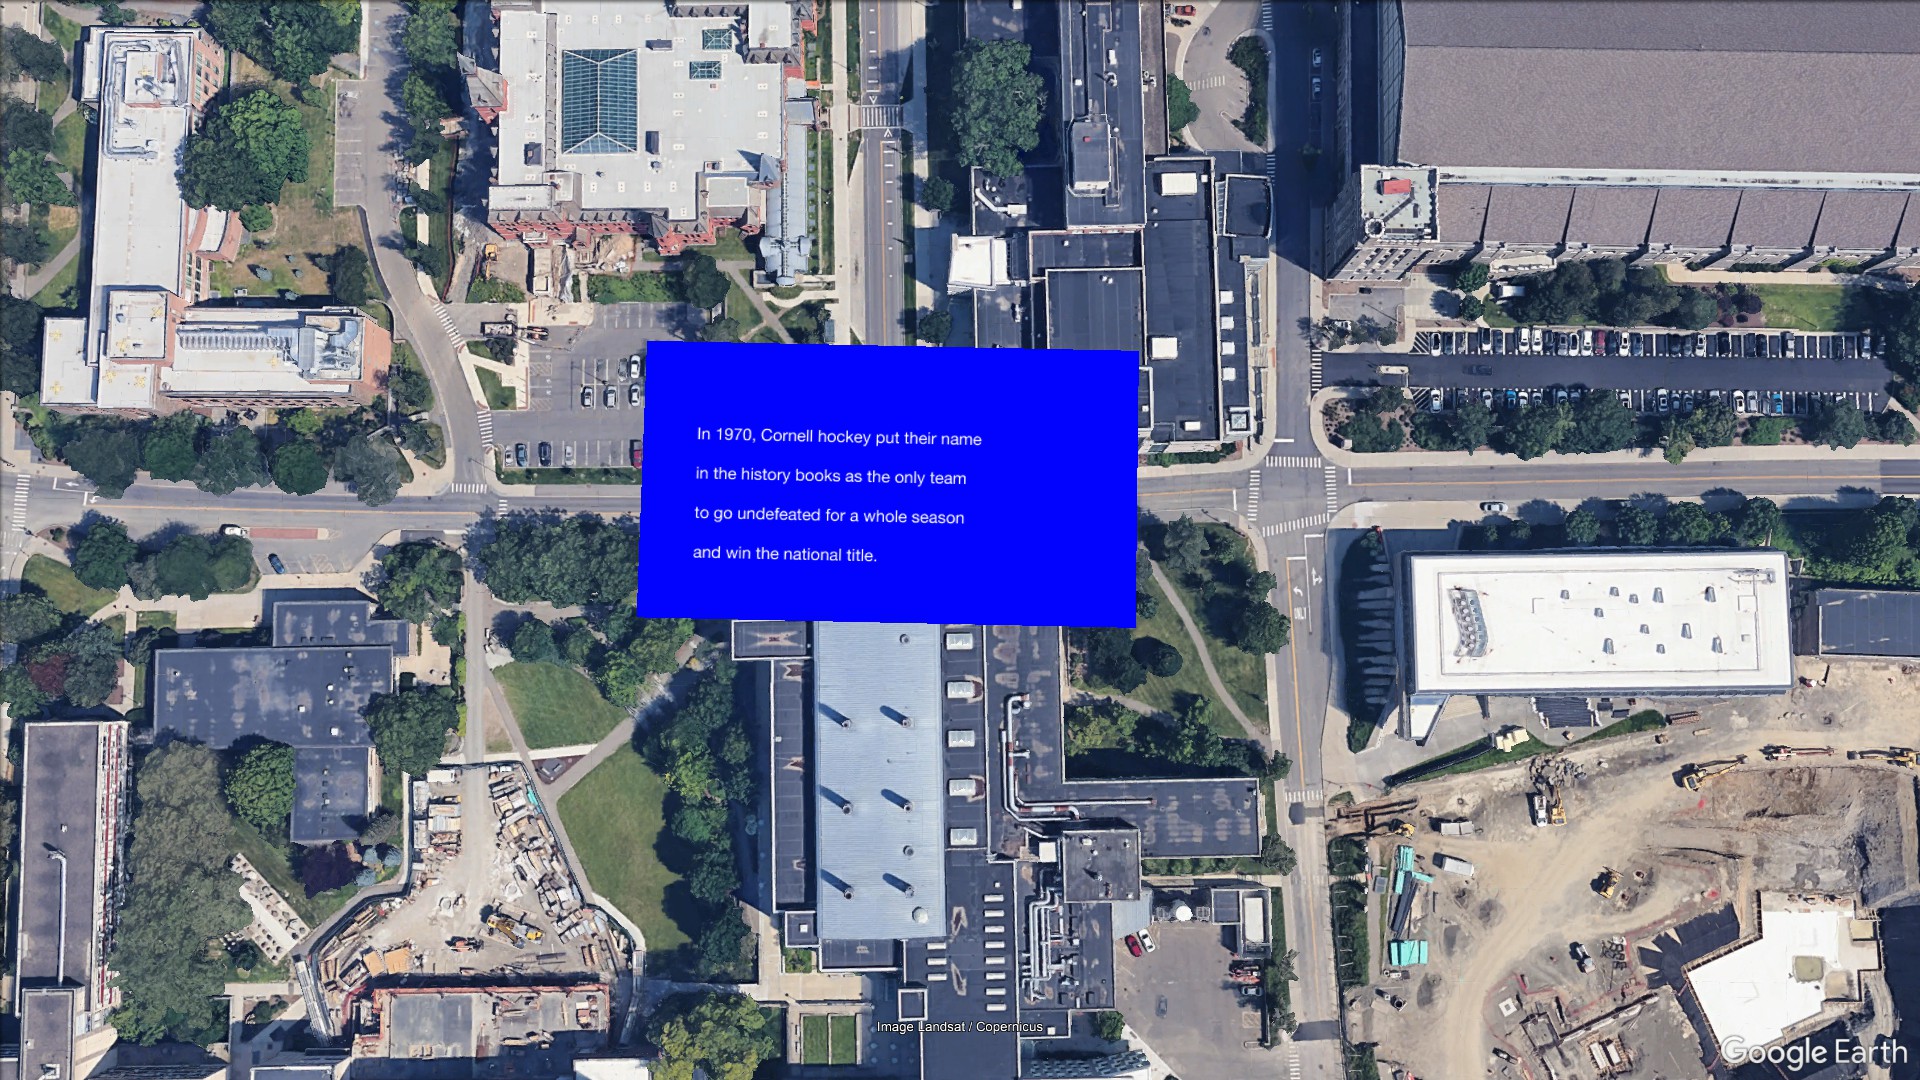 In 1970, Cornell hockey put their name
in the history books as the only team
to go undefeated for a whole season
and win the national title.
Image Landsat / Copernicus
Google Earth